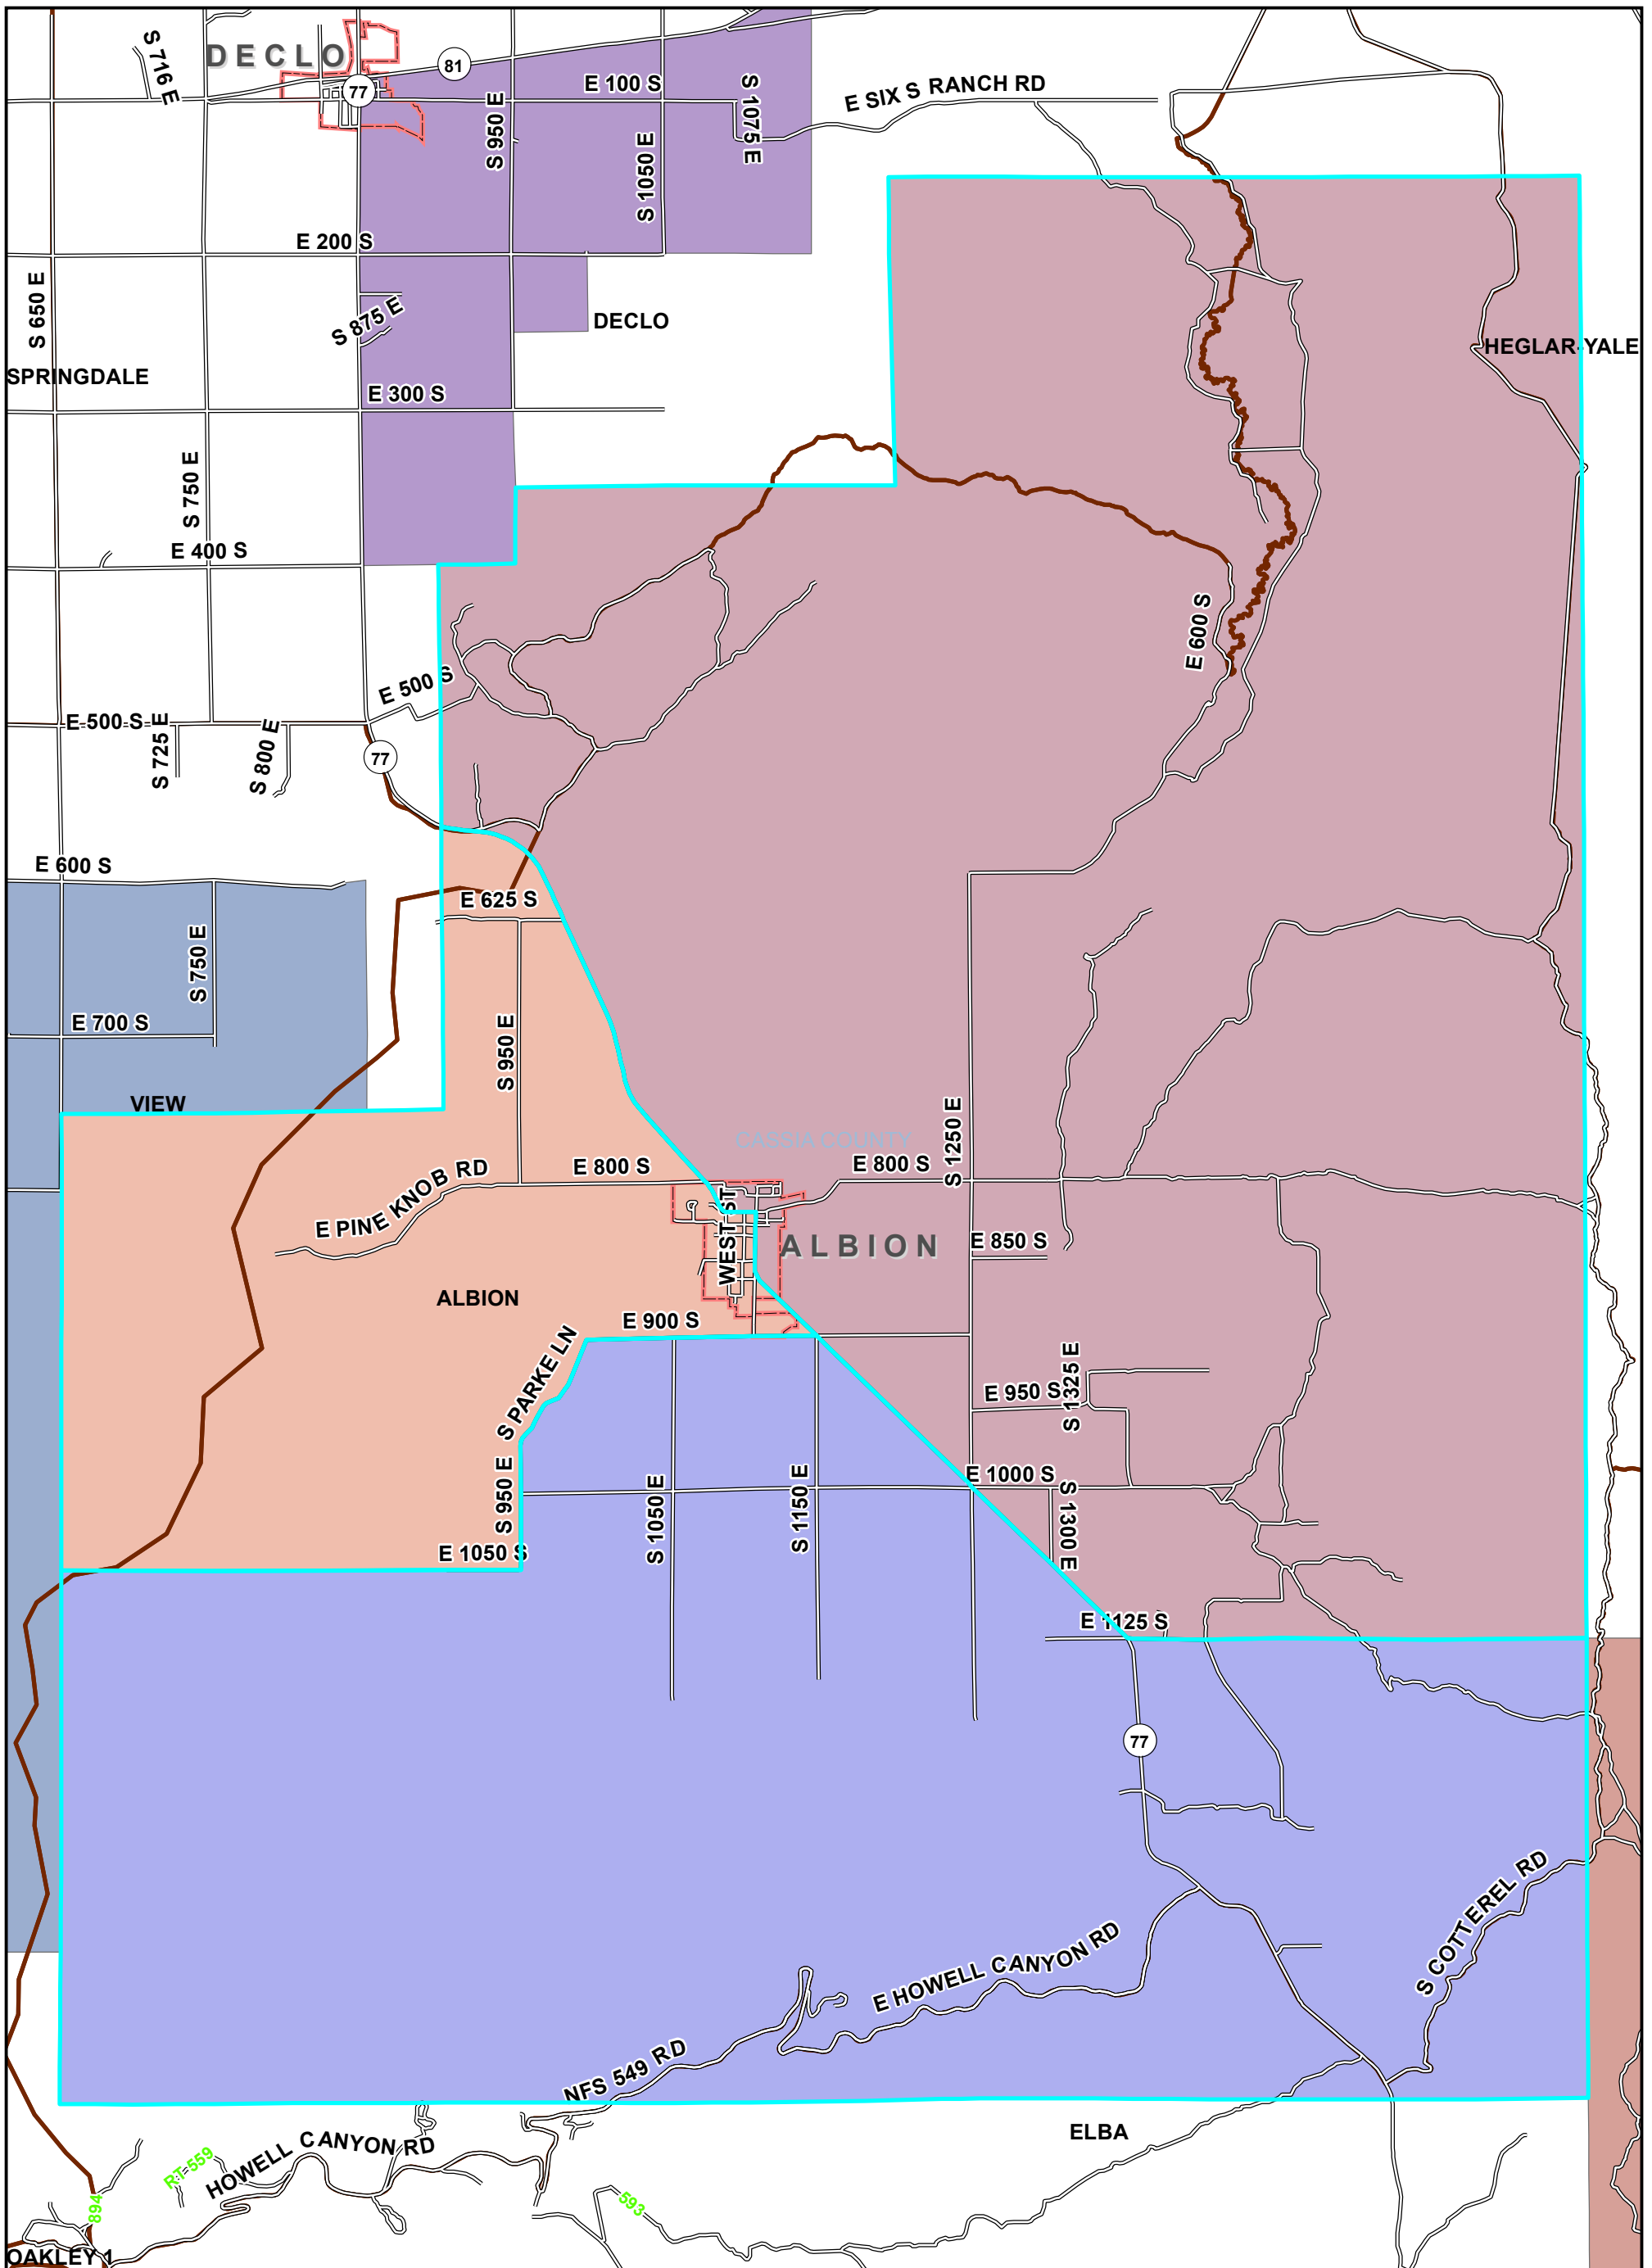 S 716 E
DECLO
81
77
E 100 S
S 950 E
S 1050 E
S 1075 E
E SIX S RANCH RD
E 200 S
S 650 E
S 875 E
DECLO
HEGLAR-YALE
SPRINGDALE
E 300 S
S 750 E
E 400 S
E 600 S
E 500 S
E 500 S
S 725 E
S 800 E
77
E 600 S
E 625 S
S 750 E
E 700 S
S 950 E
VIEW
CASSIA COUNTY
S 1250 E
E 800 S
E 800 S
E PINE KNOB RD
WEST ST
ALBION
E 850 S
ALBION
E 900 S
S PARKE LN
S 1325 E
E 950 S
E 1000 S
S 950 E
S 1050 E
S 1150 E
S 1300 E
E 1050 S
E 1125 S
77
S COTTEREL RD
E HOWELL CANYON RD
NFS 549 RD
ELBA
HOWELL CANYON RD
RT 559
894
593
OAKLEY 1